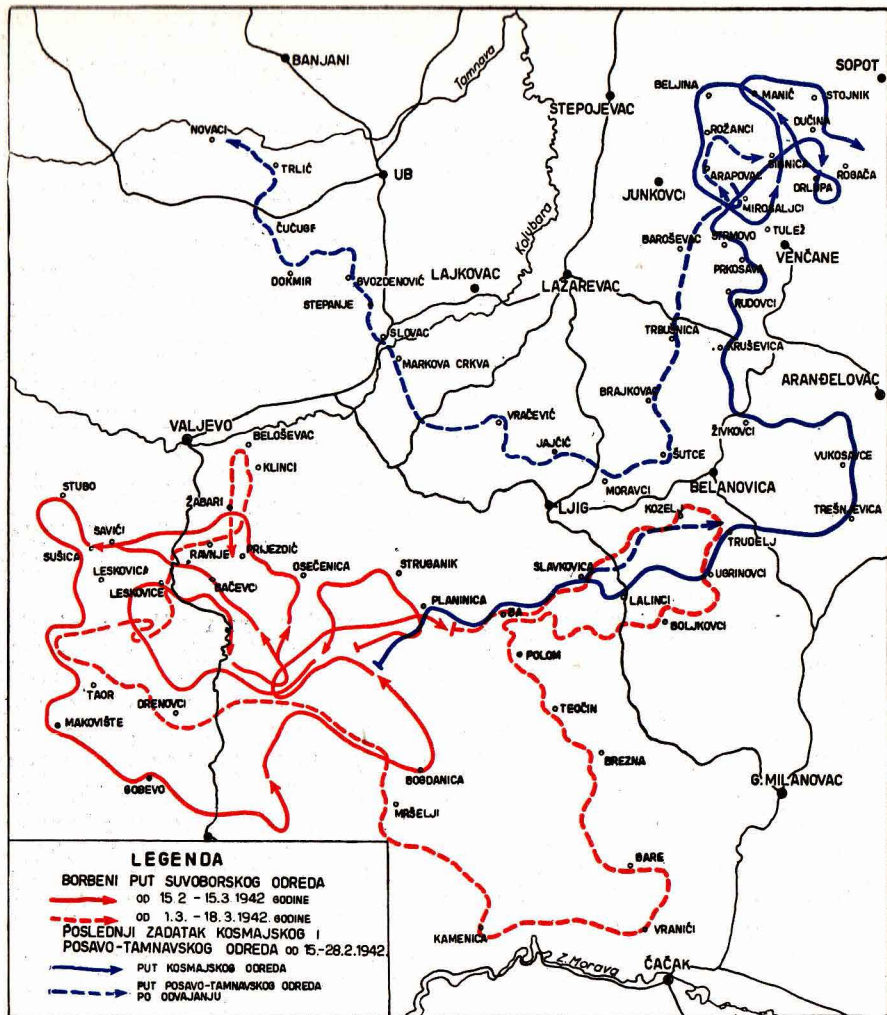 BANJANI
Tamnava
SOPOT
STEPOJEVAC
BELJINA
MANIĆ
STOJNIK
DUČINA
NOVACI
TRLIĆ
UB
ROŽANCI
SIBNICA
ARAPOVAC
ROGAČA
ORLJPA
JUNKOVCI
MIROSALJCI
ČUČUGE
Kolubara
STRMOVO
TULEŽ
BAROŠEVAC
VENČANE
PRKOSAVA
DOKMIR
GVOZDENOVIĆ
LAJKOVAC
LAZAREVAC
RUDOVCI
STEPANJE
SLOVAC
TRBUŠNICA
KRUŠEVICA
MARKOVA CRKVA
ARANĐELOVAC
BRAJKOVAC
VRAČEVIĆ
ŽIVKOVCI
VALJEVO
BELOŠEVAC
JAJČIĆ
ŠUTCE
VUKOSAVCE
KLINCI
MORAVCI
BELANOVICA
STUBO
LJIG
ŽABARI
KOZELJ
TREŠNJEVICA
SAVIĆI
TRUDELJ
SUŠICA
RAVNJE
PRIJEZDIĆ
OSEČENICA
STRUGANIK
SLAVKOVICA
UGRINOVCI
LESKOVICA
BAČEVCI
LESKOVICE
PLANINICA
BA
LALINCI
BOLJKOVCI
POLOM
TAOR
DRENOVCI
TEOČIN
MAKOVIŠTE
BREZNA
GOĐEVO
BOGDANICA
G. MILANOVAC
MRŠELJI
BARE
KAMENICA
VRANIĆI
Z. Morava
ČAČAK
LEGENDA
BORBENI PUT SUVOBORSKOG ODREDA
OD 15.2 - 15.3.1942 GODINE
OD 1.3. - 18.3.1942. GODINE
POSLEDNJI ZADATAK KOSMAJSKOG I
POSAVO-TAMNAVSKOG ODREDA OD 15.-28.2.1942.
PUT KOSMAJSKOG ODREDA
PUT POSAVO-TAMNAVSKOG ODREDA
PO ODVAJANJU